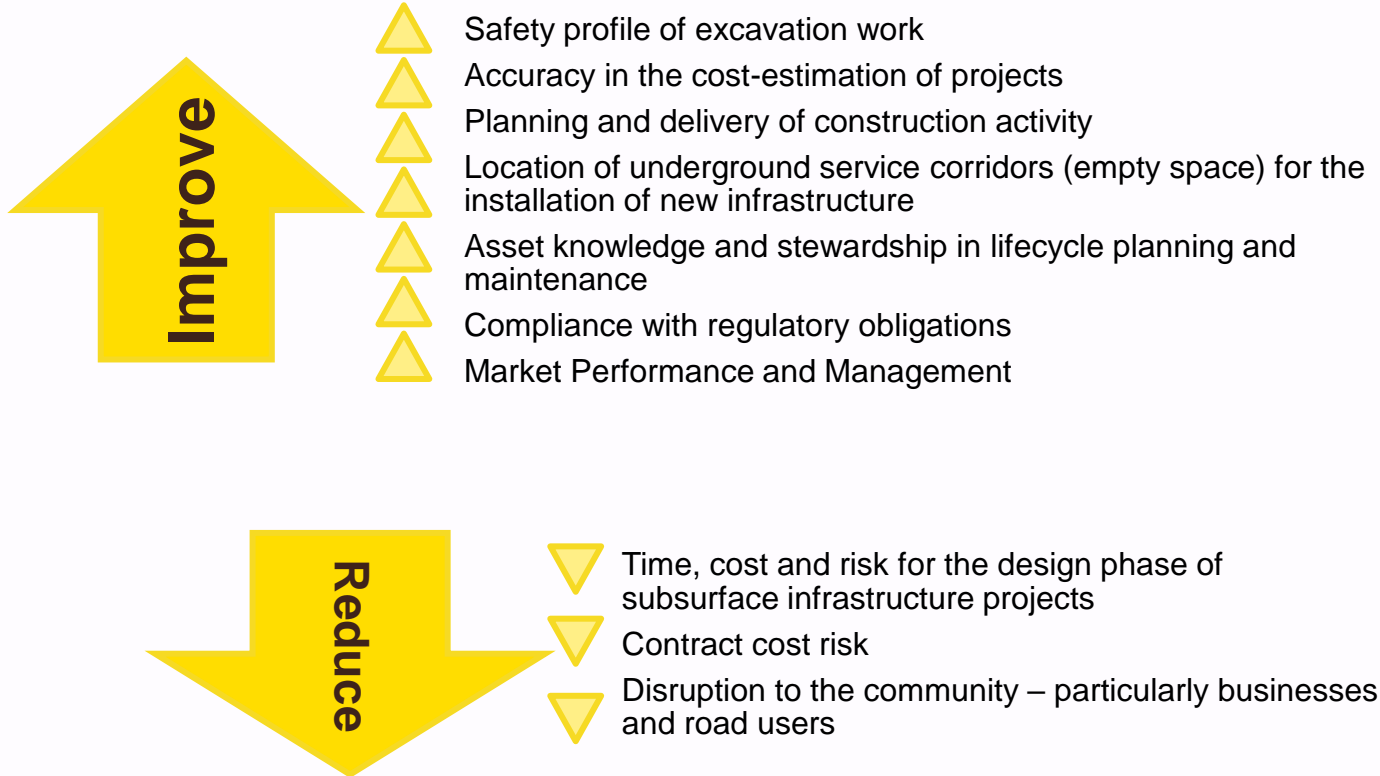 Improve
Safety profile of excavation work
Accuracy in the cost-estimation of projects
Planning and delivery of construction activity
Location of underground service corridors (empty space) for the
installation of new infrastructure
Asset knowledge and stewardship in lifecycle planning and
maintenance
Compliance with regulatory obligations
Market Performance and Management
Reduce
Time, cost and risk for the design phase of
subsurface infrastructure projects
Contract cost risk
Disruption to the community – particularly businesses
and road users